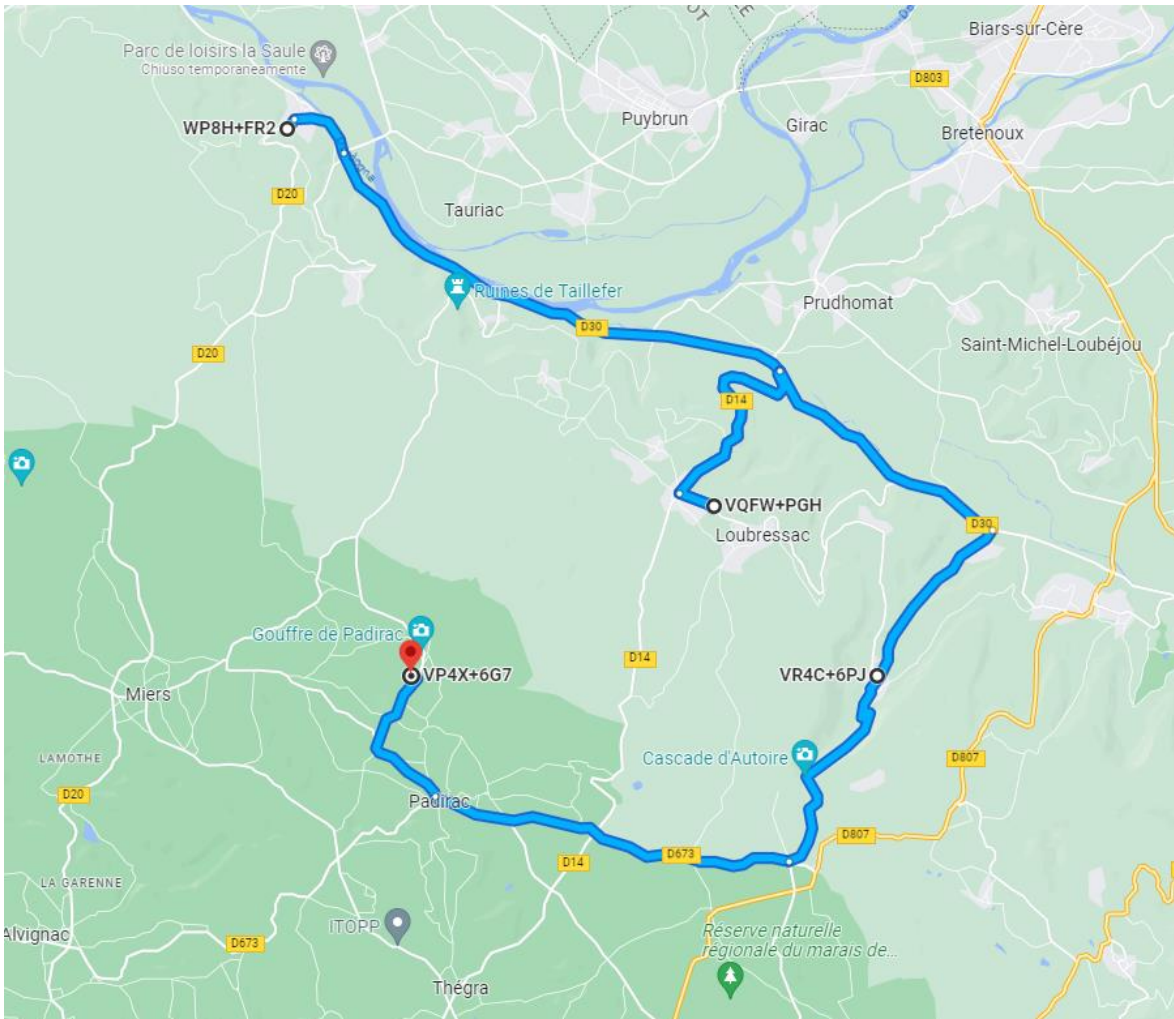 Biars-sur-Cère
Parc de loisirs la Saule
Chiuso temporaneamente
D803
Puybrun
Girac
Bretenoux
WP8H+FR2
D20
Tauriac
Ruines de Taillefer
Prudhomat
D30
Saint-Michel-Loubéjou
D20
D14
VQFW+PGH
D30
Loubressac
Gouffre de Padirac
D14
VP4X+6G7
VR4C+6PJ
Miers
Cascade d'Autoire
LAMOTHE
D807
D20
Padirac
D807
D673
D14
LA GARENNE
ITOPP
Alvignac
D673
Réserve naturelle
régionale du marais de...
Thégra